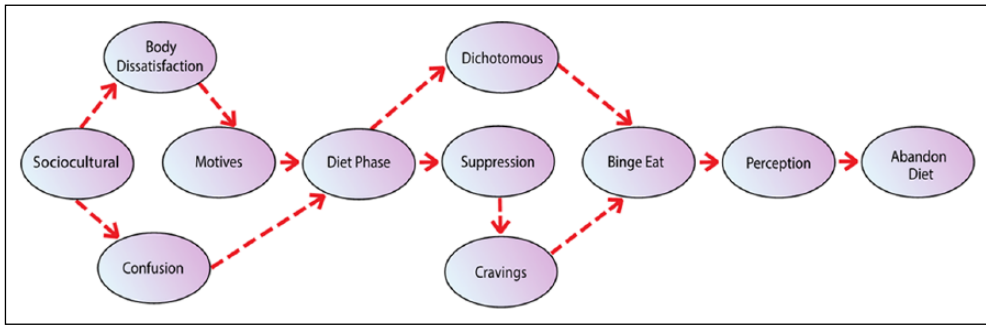 Body
Dissatisfaction
Dichotomous
Sociocultural
Motives
Diet Phase
Suppression
Binge Eat
Perception
Abandon
Diet
Confusion
Cravings